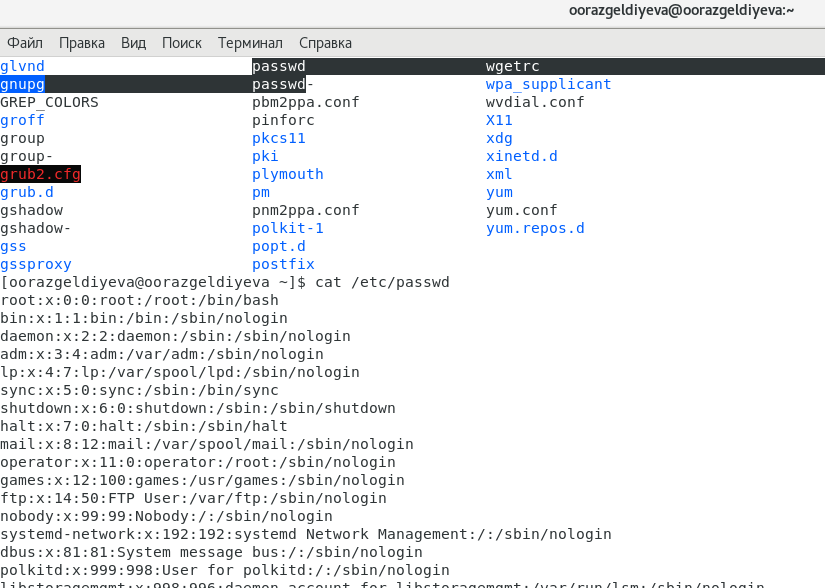 oorazgeldiyeva@oorazgeldiyeva:~
Файл Правка Вид Поиск Терминал Справка
glvnd passwd wgetrc
gnupg passwd- wpa_supplicant
GREP_COLORS pbm2ppa.conf wvdial.conf
groff pinforc X11
group pkcs11 xdg
group- pki xinetd.d
grub2.cfg plymouth xml
grub.d pm yum
gshadow pnm2ppa.conf yum.conf
gshadow- polkit-1 yum.repos.d
gss popt.d
gssproxy postfix
[oorazgeldiyeva@oorazgeldiyeva ~]$ cat /etc/passwd
root:x:0:0:root:/root:/bin/bash
bin:x:1:1:bin:/bin:/sbin/nologin
daemon:x:2:2:daemon:/sbin:/sbin/nologin
adm:x:3:4:adm:/var/adm:/sbin/nologin
lp:x:4:7:lp:/var/spool/lpd:/sbin/nologin
sync:x:5:0:sync:/sbin:/bin/sync
shutdown:x:6:0:shutdown:/sbin:/sbin/shutdown
halt:x:7:0:halt:/sbin:/sbin/halt
mail:x:8:12:mail:/var/spool/mail:/sbin/nologin
operator:x:11:0:operator:/root:/sbin/nologin
games:x:12:100:games:/usr/games:/sbin/nologin
ftp:x:14:50:FTP User:/var/ftp:/sbin/nologin
nobody:x:99:99:Nobody:/:/sbin/nologin
systemd-network:x:192:192:systemd Network Management:/:/sbin/nologin
dbus:x:81:81:System message bus:/:/sbin/nologin
polkitd:x:999:998:User for polkitd:/:/sbin/nologin
libstoragemgmt:x:998:996:daemon account for libstoragemgmt:/var/run/lsm:/sbin/nologin